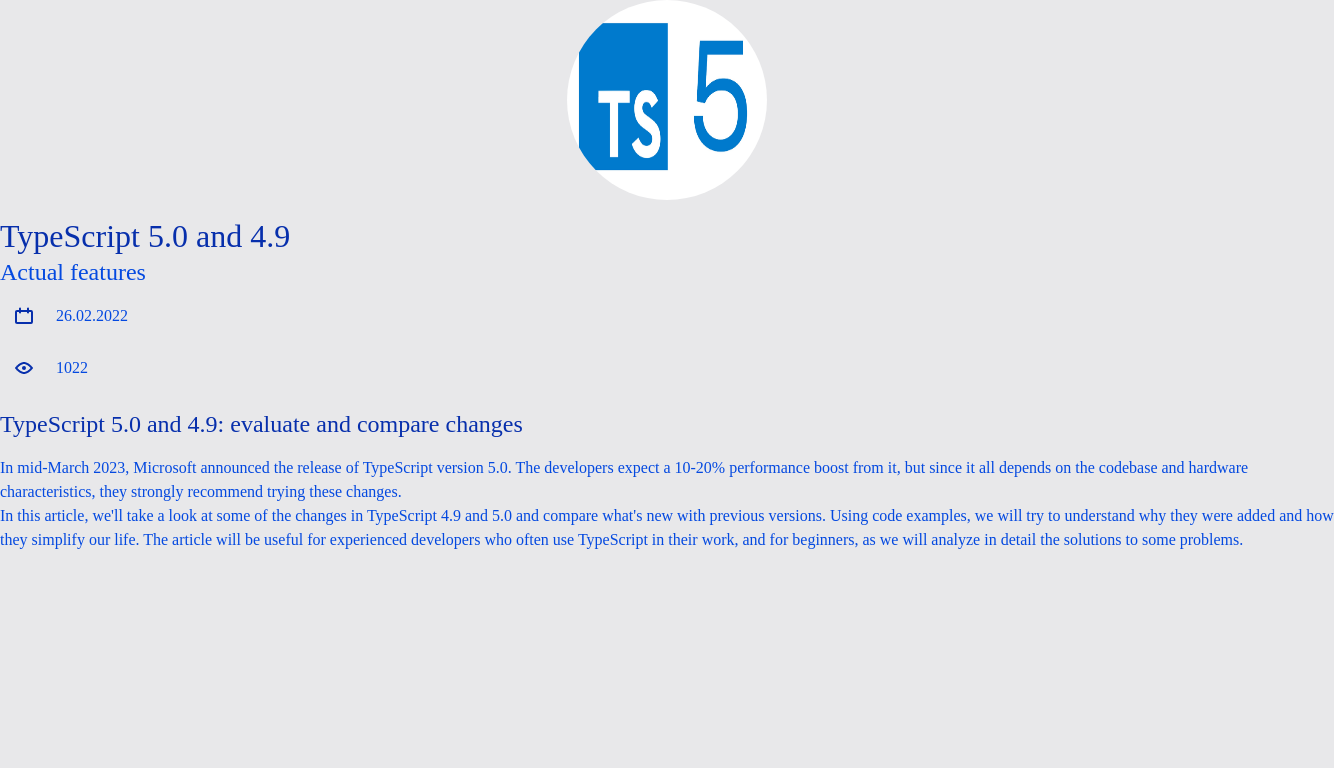 TS 5
TypeScript 5.0 and 4.9
Actual features
26.02.2022
1022
TypeScript 5.0 and 4.9: evaluate and compare changes
In mid-March 2023, Microsoft announced the release of TypeScript version 5.0. The developers expect a 10-20% performance boost from it, but since it all depends on the codebase and hardware
characteristics, they strongly recommend trying these changes.
In this article, we'll take a look at some of the changes in TypeScript 4.9 and 5.0 and compare what's new with previous versions. Using code examples, we will try to understand why they were added and how
they simplify our life. The article will be useful for experienced developers who often use TypeScript in their work, and for beginners, as we will analyze in detail the solutions to some problems.